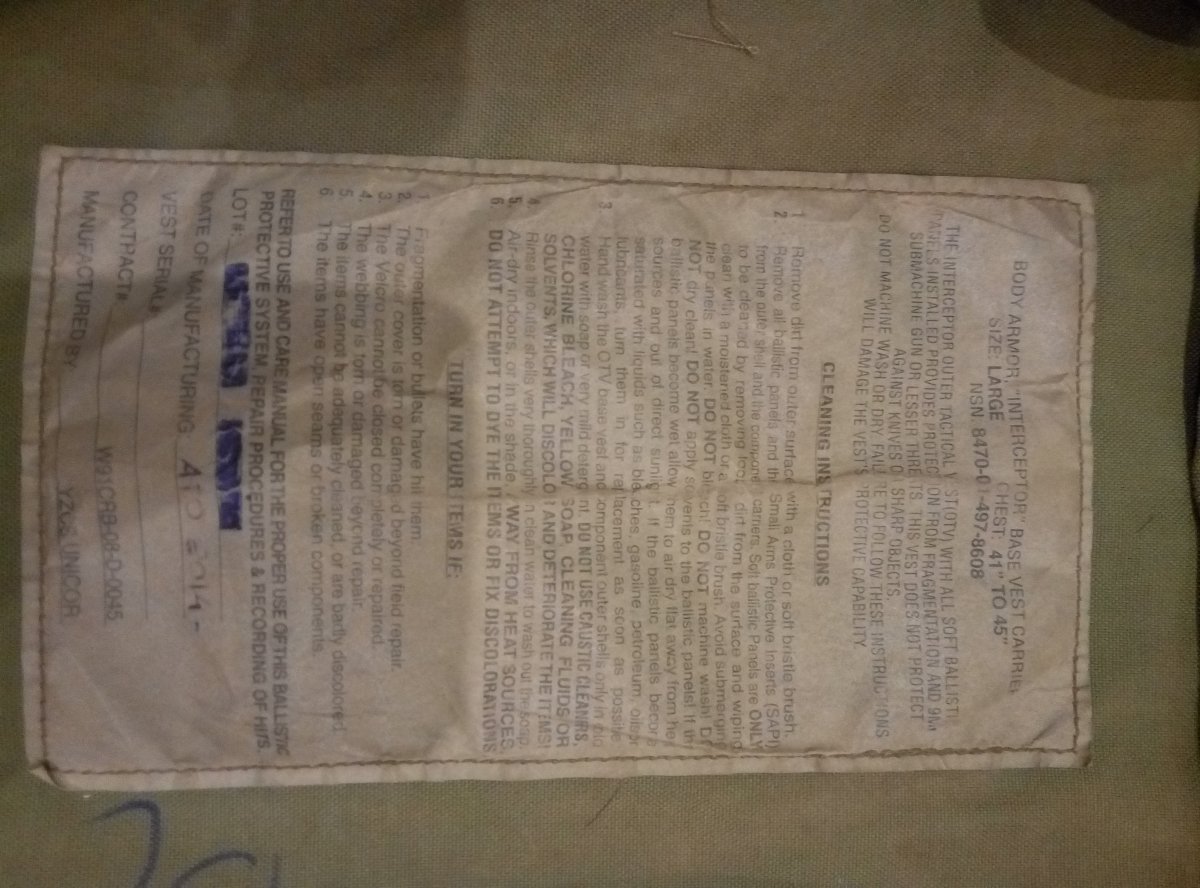 BODY ARMOR, "INTERCEPTOR" BASE VEST CARRIER
SIZE: LARGE CHEST: 41" TO 45"
NSN 8470-01-497-8608
THE INTERCEPTOR OUTER TACTICAL V ST(OTV) WITH ALL SOFT BALLISTI
PANELS INSTALLED PROVIDES PROTECT ON FROM FRAGMENTATION AND 9M
SUBMACHINE GUN OR LESSER THREATS. THIS VEST DOES NOT PROTECT
AGAINST KNIVES O SHARP OBJECTS.
DO NOT MACHINE WASH OR DRY FAIL RE TO FOLLOW THESE INSTRUCTIONS
WILL DAMAGE THE VEST'S PROTECTIVE CAPABILITY
CLEANING INSTRUCTIONS
1 Remove dirt from outer surface with a cloth or soft bristle brush.
2 Remove all ballistic panels and the Small Arms Protective Inserts (SAPI)
from the outer shell and the component carriers. Soft ballistic Panels are ONLY
to be cleaned by removing dirt from the surface and wiping
clean with a moistened cloth or a soft bristle brush. Avoid submerging
the panels in water. DO NOT bleach! DO NOT machine wash! D
NOT dry clean! DO NOT apply solvents to the ballistic panels! If th
ballistic panels become wet allow them to air dry flat away from he
sources and out of direct sunlight. If the ballistic panels become
saturated with liquids such as bleaches, gasoline, petroleum, oils or
lubricants, turn them in for replacement as soon as possible
3. Hand wash the OTV base vest and component outer shells only in cold
water with soap or very mild detergent. DO NOT USE CAUSTIC CLEANERS,
CHLORINE BLEACH, YELLOW SOAP, CLEANING FLUIDS OR
SOLVENTS, WHICH WILL DISCOLOR AND DETERIORATE THE ITEMS!
4. Rinse the outer shells very thoroughly in clean water to wash out the soap.
5. Air-dry indoors, or in the shade, AWAY FROM HEAT SOURCES
6. DO NOT ATTEMPT TO DYE THE ITEMS OR FIX DISCOLORATIONS
TURN IN YOUR ITEMS IF:
1 Fragmentation or bullets have hit them.
2. The outer cover is torn or damaged beyond field repair.
3. The Velcro cannot be closed completely or repaired.
4. The webbing is torn or damaged beyond repair.
5. The items cannot be adequately cleaned, or are badly discolored
6 The items have open seams or broken components.
REFER TO USE AND CARE MANUAL FOR THE PROPER USE OF THIS BALLISTIC
PROTECTIVE SYSTEM, REPAIR PROCEDURES & RECORDING OF HITS.
LOT #:
DATE OF MANUFACTURING
VEST SERIAL#
CONTRACT# W91CRB-08-D-0045
MANUFACTURED BY UNICOR